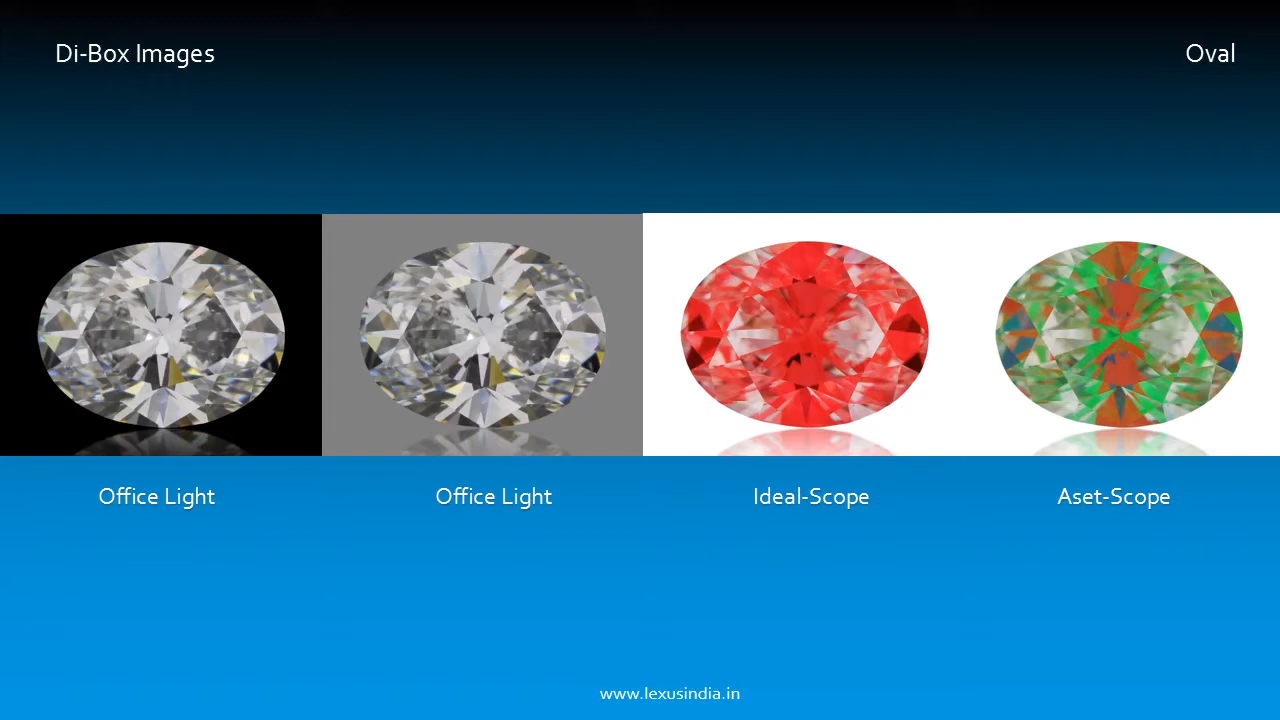 Di-Box Images
Oval
Office Light
Office Light
Ideal-Scope
Aset-Scope
www.lexusindia.in